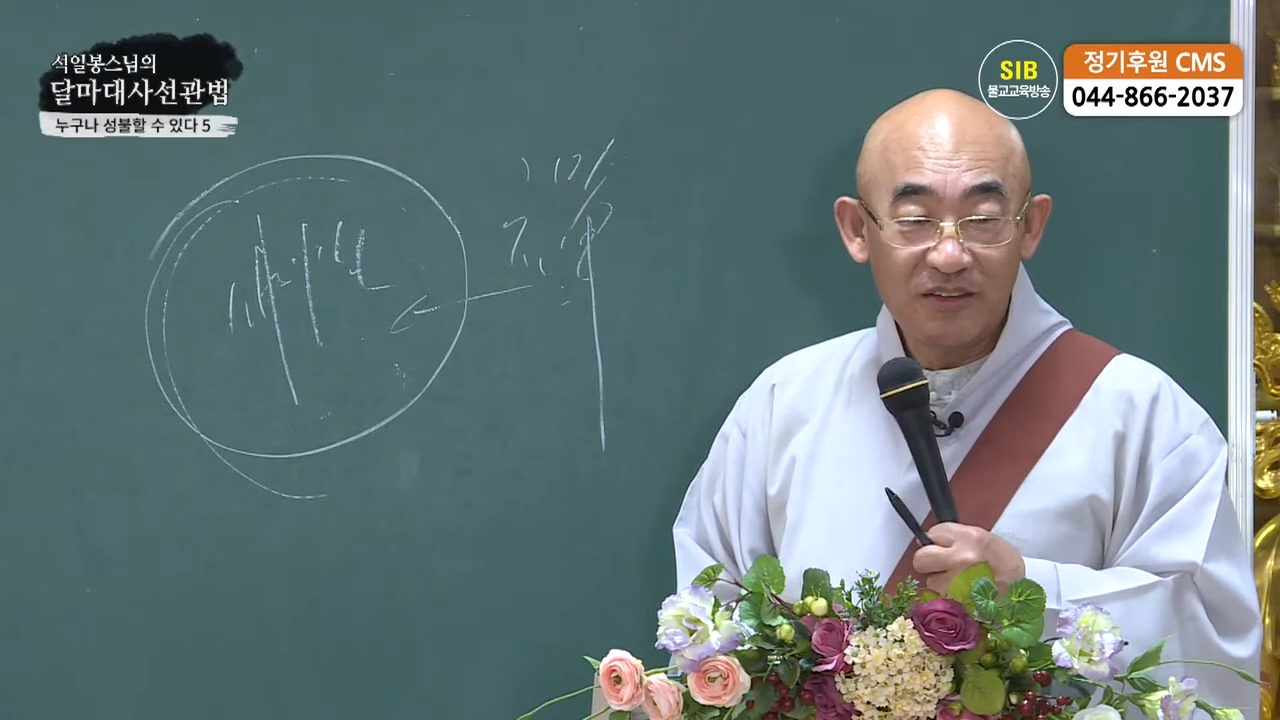 석일봉스님의
달마대사선관법
누구나 성불할 수 있다 5
SIB
불교교육방송
정기후원 CMS
044-866-2037